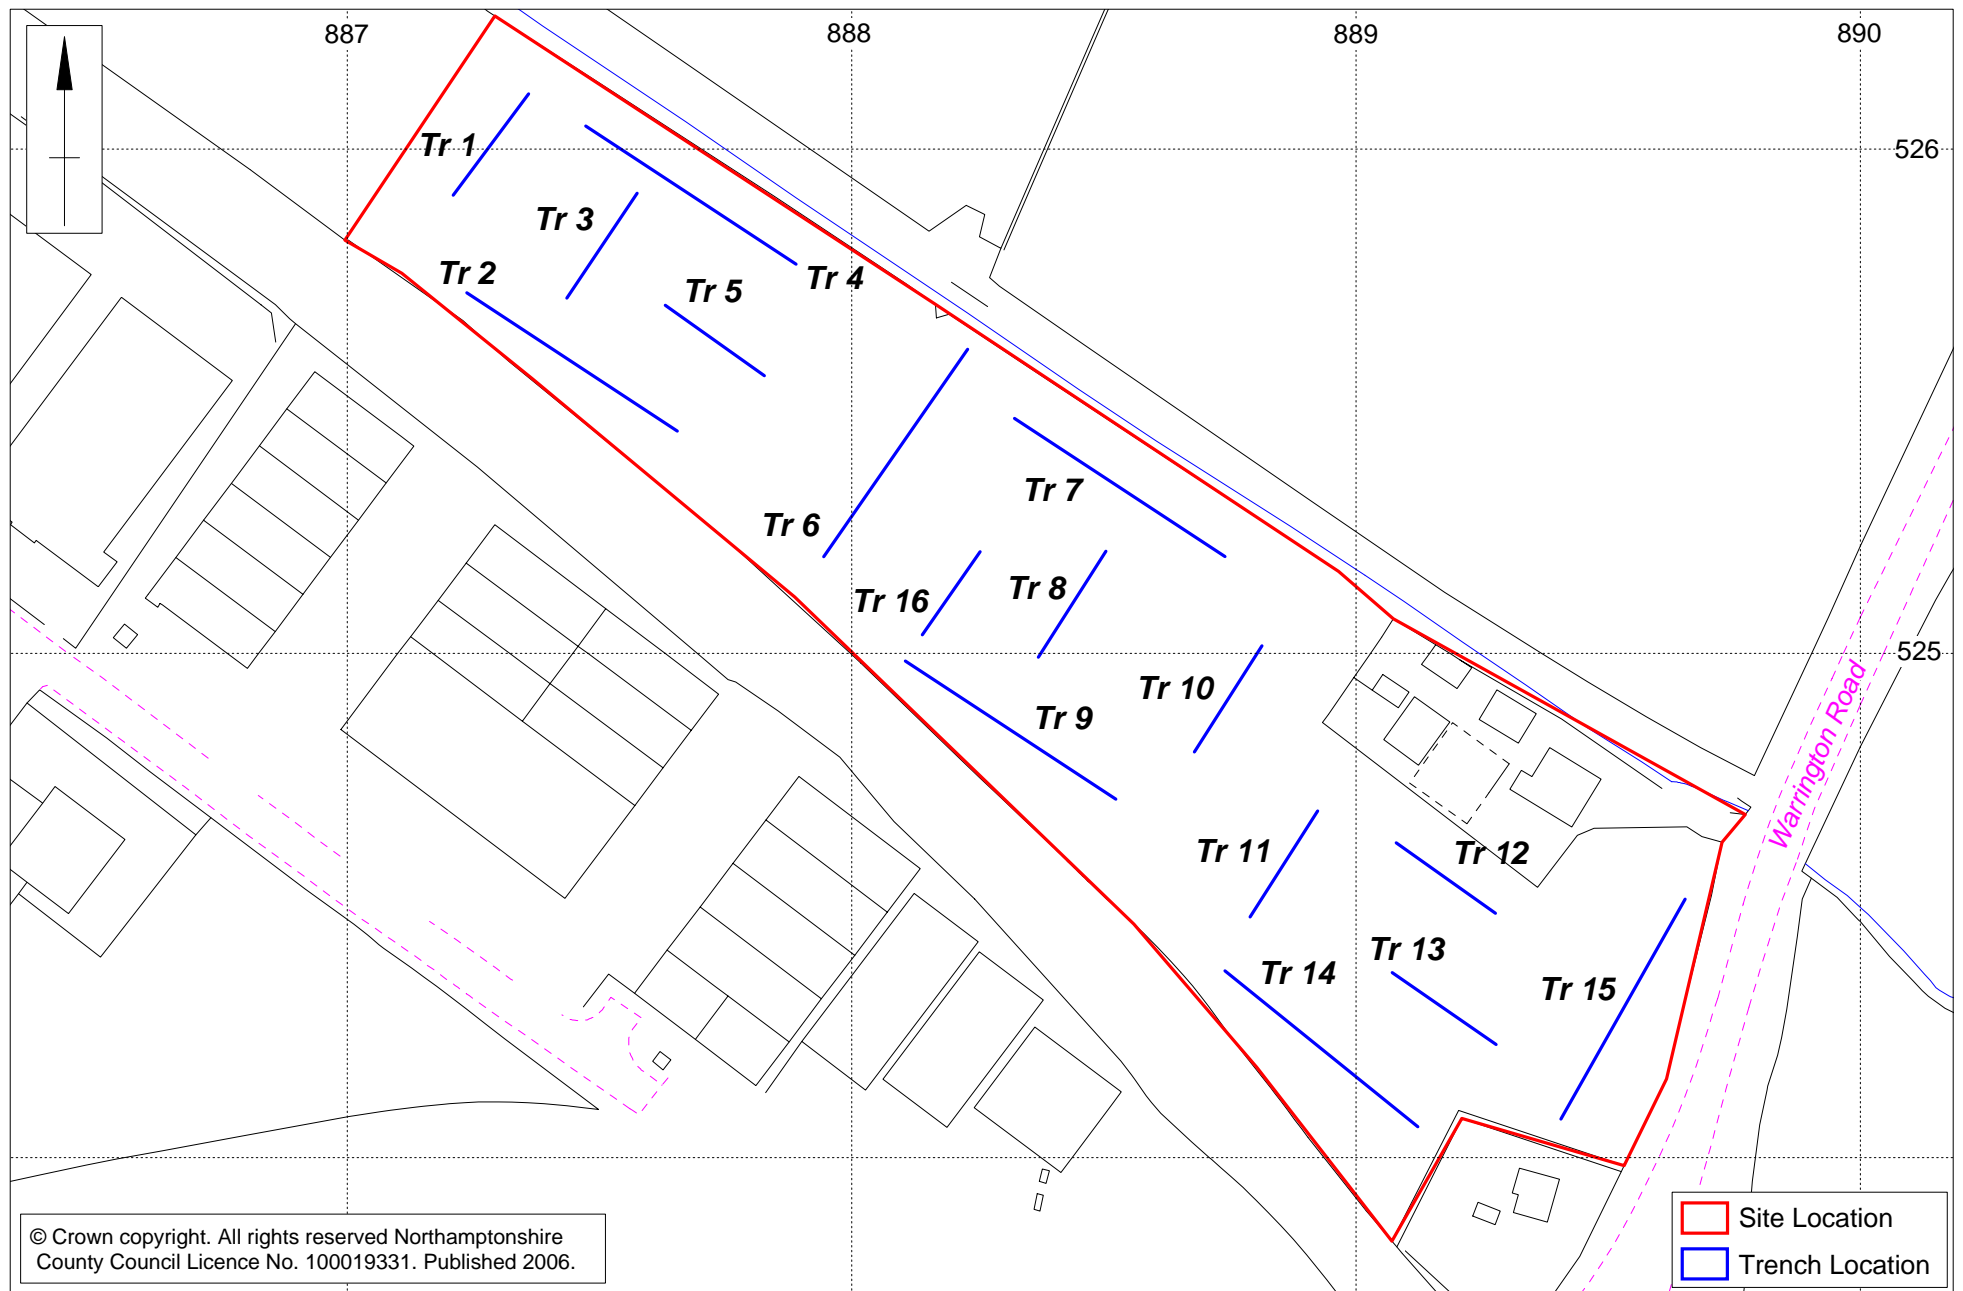 887
888
889
890
526
Tr 1
Tr 3
Tr 2
Tr 4
Tr 5
Tr 6
Tr 7
Tr 16
Tr 8
525
Tr 10
Tr 9
Warrington Road
Tr 11
Tr 12
Tr 13
Tr 14
Tr 15
© Crown copyright. All rights reserved Northamptonshire
County Council Licence No. 100019331. Published 2006.
Site Location
Trench Location